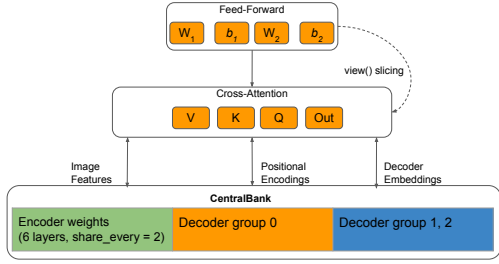 Feed-Forward
W1 b1 W2 b2
view() slicing
Cross-Attention
V K Q Out
Image
Features
Positional
Encodings
Decoder
Embeddings
CentralBank
Encoder weights
(6 layers, share_every = 2)
Decoder group 0
Decoder group 1, 2